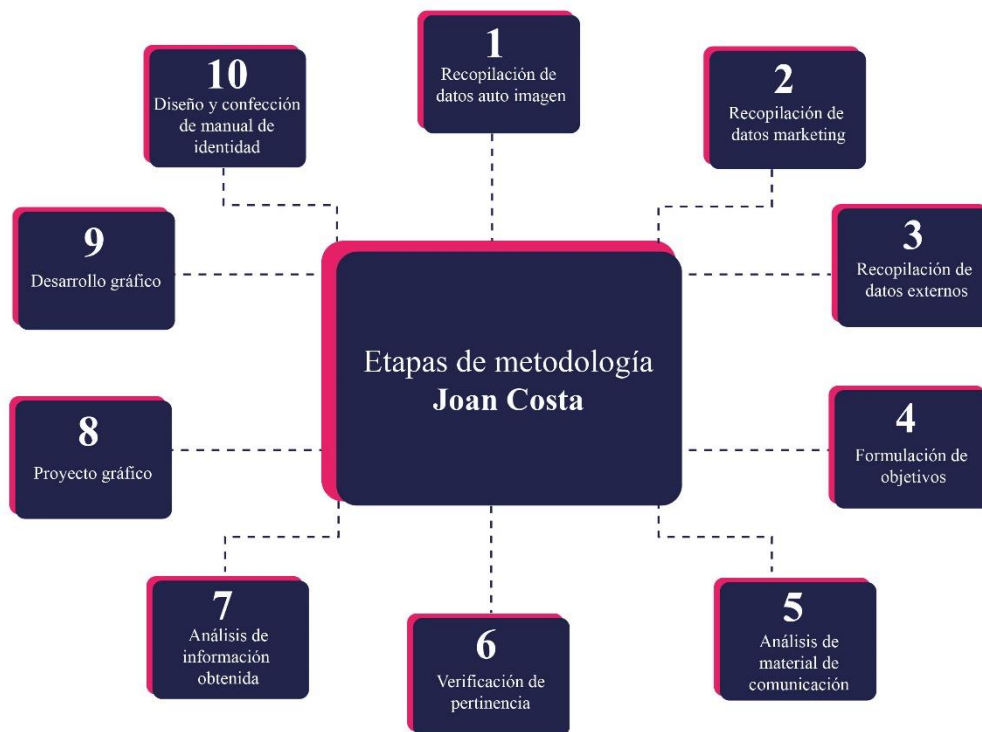 Etapas de metodología
Joan Costa
1
Recopilación de
datos auto imagen
2
Recopilación de
datos marketing
3
Recopilación de
datos externos
4
Formulación de
objetivos
5
Análisis de
material de
comunicación
6
Verificación de
pertinencia
7
Análisis de
información
obtenida
8
Proyecto gráfico
9
Desarrollo gráfico
10
Diseño y confección
de manual de
identidad